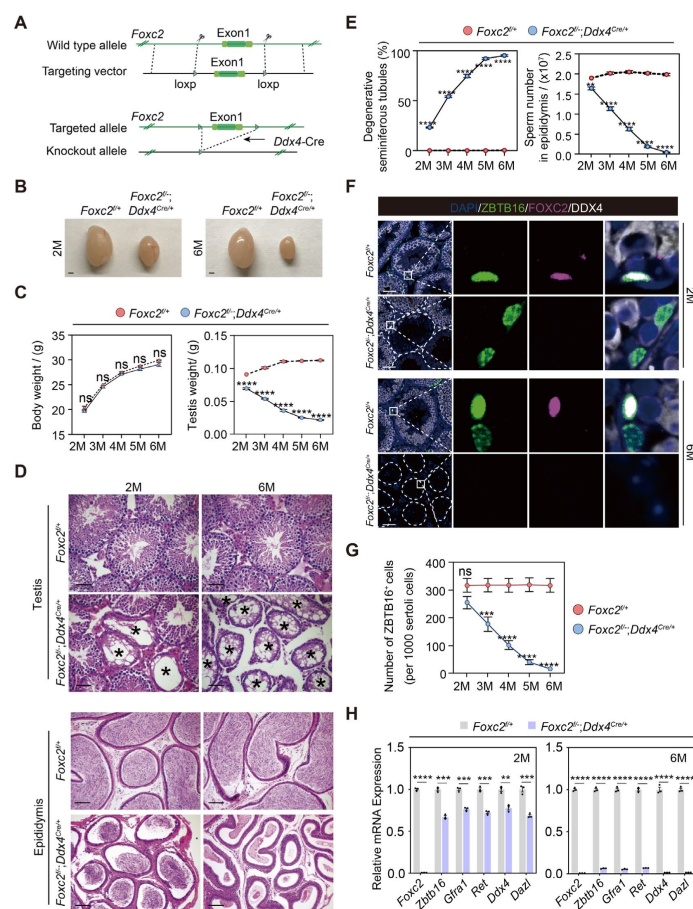 A
Foxc2
Exon1
Wild type allele
Targeting vector
loxp
Exon1
loxp
Foxc2
Exon1
Targeted allele
Knockout allele
Ddx4-Cre
B
Foxc2f/+
Foxc2f/-;
Ddx4Cre/+
Foxc2f/+
Foxc2f/-;
Ddx4Cre/+
2M
6M
C
Foxc2f/+ Foxc2f/-;Ddx4Cre/+
Body weight/ (g)
35
30
25
20
15
ns
ns
ns
ns
ns
2M 3M 4M 5M 6M
Testis weight/ (g)
0.15
0.10
0.05
0.00
****
****
****
****
****
2M 3M 4M 5M 6M
D
2M 6M
Testis
Foxc2f/+
Foxc2f/-;Ddx4Cre/+
* * * * * * * * * * *
Epididymis
Foxc2f/+
Foxc2f/-;Ddx4Cre/+
E
Foxc2f/+ Foxc2f/-;Ddx4Cre/+
Degenerative
seminiferous tubules (%)
100
50
0
****
****
****
****
****
2M 3M 4M 5M 6M
Sperm number
in epididymis / (x10⁷)
2.5
2.0
1.5
1.0
0.5
0.0
**
****
****
****
****
2M 3M 4M 5M 6M
F
DAPI/ZBTB16/FOXC2/DDX4
Foxc2f/+
Foxc2f/-;Ddx4Cre/+
2M
Foxc2f/+
Foxc2f/-;Ddx4Cre/+
6M
G
Number of ZBTB16⁺ cells
(per 1000 sertoli cells)
400
300
200
100
0
ns
***
****
****
****
2M 3M 4M 5M 6M
Foxc2f/+
Foxc2f/-;Ddx4Cre/+
H
Foxc2f/+ Foxc2f/-;Ddx4Cre/+
Relative mRNA Expression
1.5
1.0
0.5
0.0
2M
**** *** *** *** ** ***
Foxc2 Zbtb16 Gfra1 Ret Ddx4 Dazl
1.5
1.0
0.5
0.0
6M
**** **** **** **** **** ****
Foxc2 Zbtb16 Gfra1 Ret Ddx4 Dazl